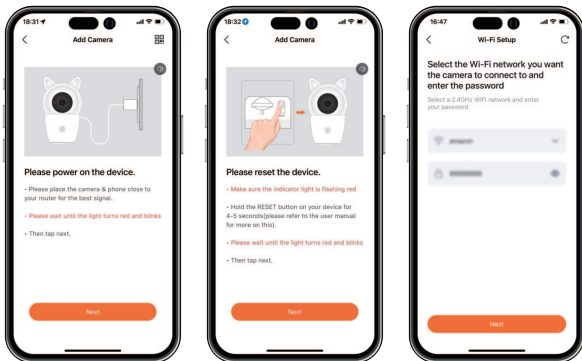 18:31
Add Camera
Please power on the device.
• Please place the camera & phone close to
your router for the best signal.
• Please wait until the light turns red and blinks
• Then tap next.
Next
18:32
Add Camera
Please reset the device.
• Make sure the indicator light is flashing red
• Hold the RESET button on your device for
4-5 seconds(please refer to the user manual
for more on this).
• Please wait until the light turns red and blinks
• Then tap next.
Next
16:47
Wi-Fi Setup
Select the Wi-Fi network you want
the camera to connect to and
enter the password
Select a 2.4GHz WIFI network and enter
your password
Next